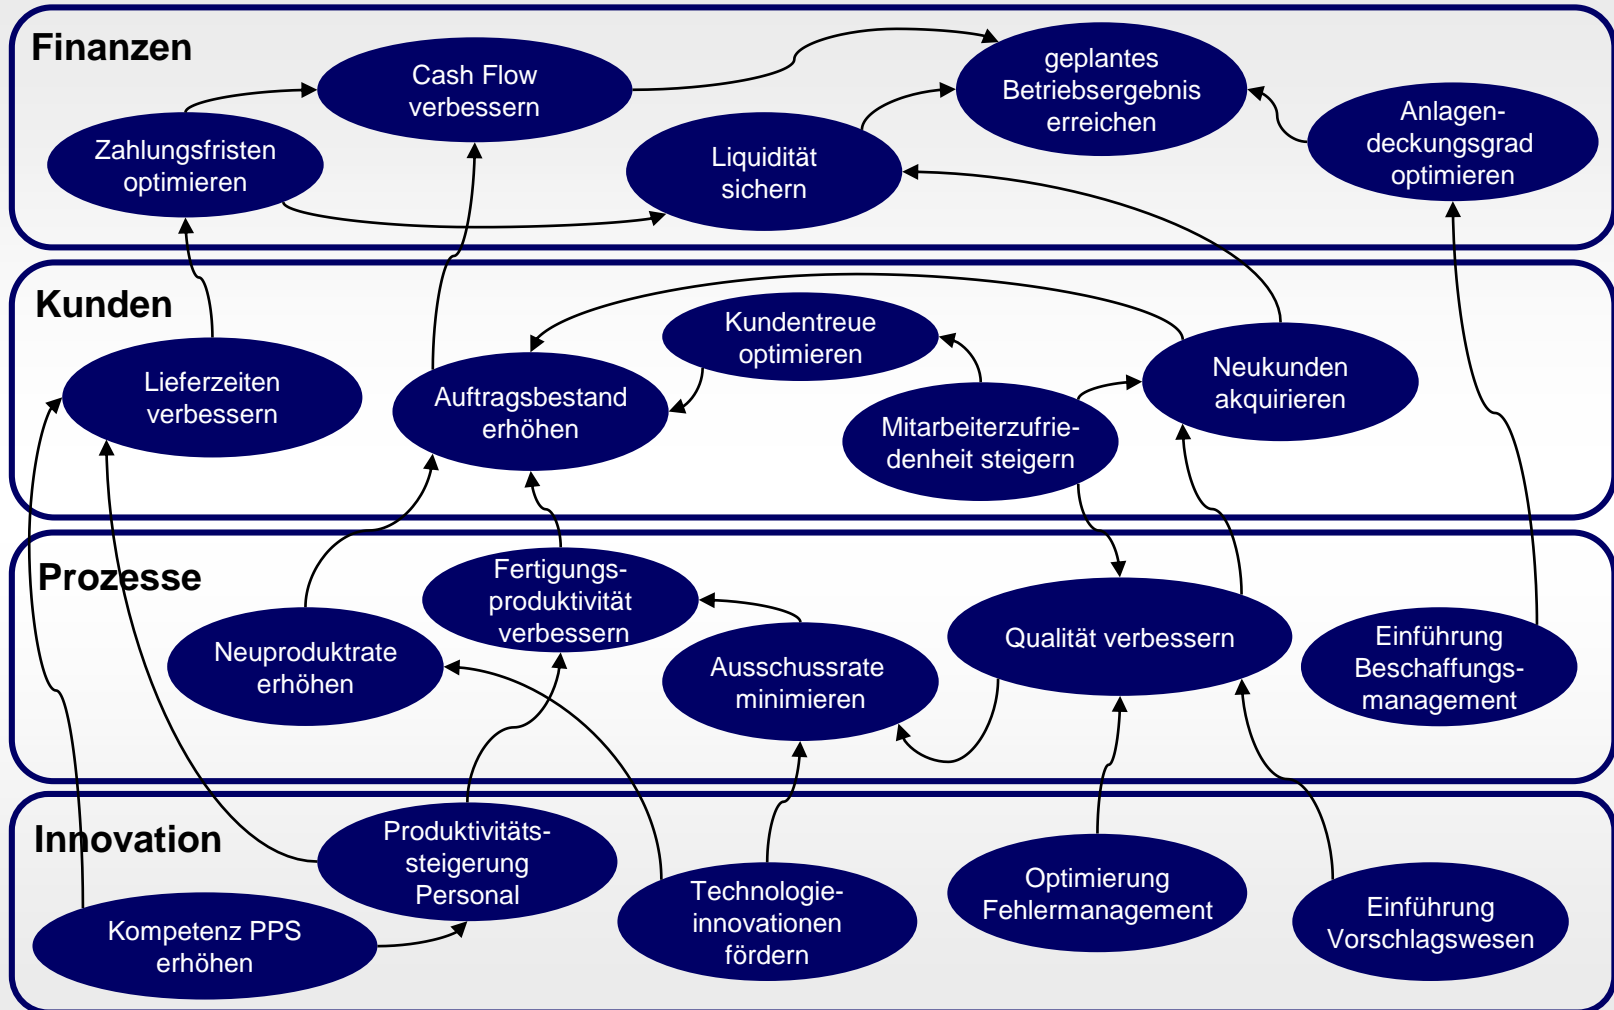 Finanzen
Cash Flow
verbessern
geplantes
Betriebsergebnis
erreichen
Anlagen-
deckungsgrad
optimieren
Zahlungsfristen
optimieren
Liquidität
sichern
Kunden
Kundentreue
optimieren
Lieferzeiten
verbessern
Auftragsbestand
erhöhen
Neukunden
akquirieren
Mitarbeiterzufrie-
denheit steigern
Prozesse
Fertigungs-
produktivität
verbessern
Neuproduktrate
erhöhen
Ausschussrate
minimieren
Qualität verbessern
Einführung
Beschaffungs-
management
Innovation
Produktivitäts-
steigerung
Personal
Kompetenz PPS
erhöhen
Technologie-
innovationen
fördern
Optimierung
Fehlermanagement
Einführung
Vorschlagswesen